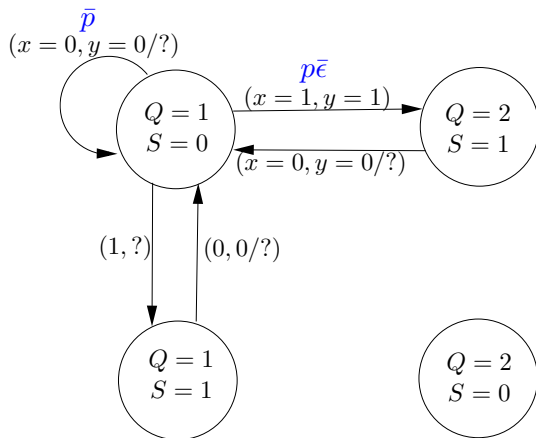 p̄
(x = 0, y = 0/?)
pϵ̄
(x = 1, y = 1)
Q = 1
S = 0
Q = 2
S = 1
(x = 0, y = 0/?)
(1, ?)
(0, 0/?)
Q = 1
S = 1
Q = 2
S = 0